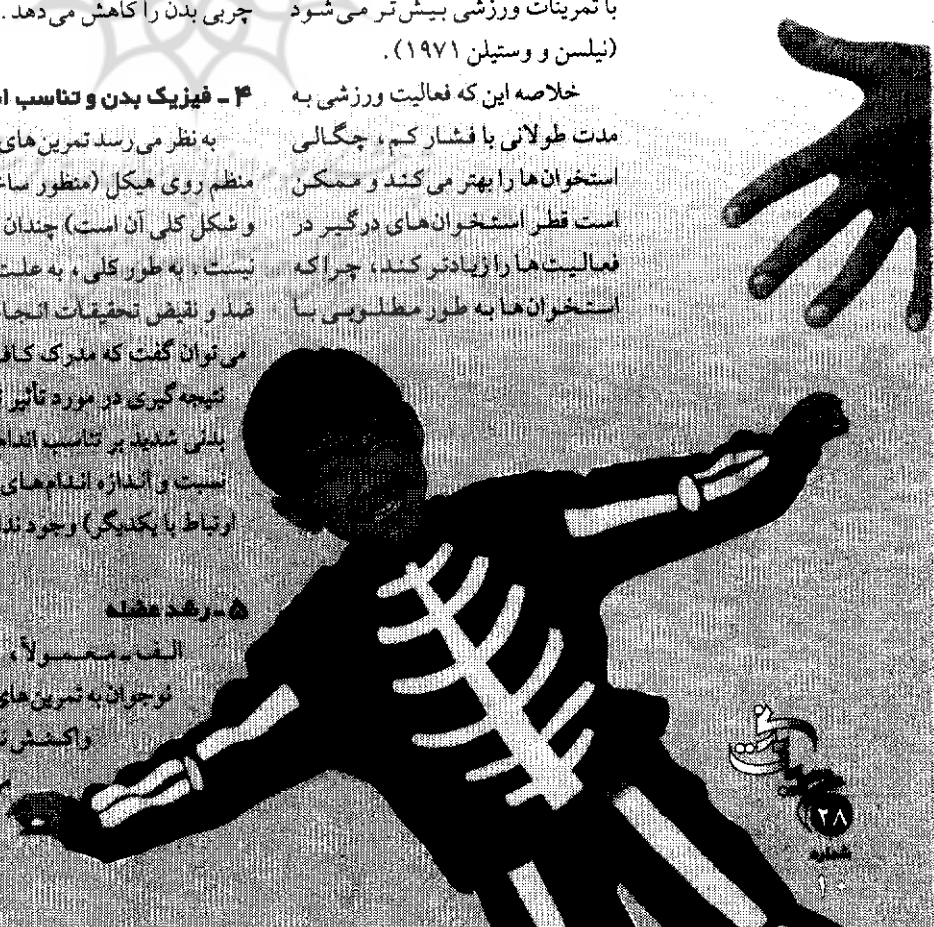 با تمرینات ورزشی بیش‌تر می‌شود
(نیلسن و وستیلن ۱۹۷۱).
خلاصه این‌که فعالیت ورزشی به
مدت طولانی با فشار کم، چگالی
استخوان‌ها را بهتر می‌کند و ممکن
است قطر استخوان‌های درگیر در
فعالیت‌ها را زیادتر کند، چرا که
استخوان‌ها به طور مطلوبی با
چربی بدن را کاهش می‌دهد.
۴ ـ فیزیک بدن و تناسب
به نظر می‌رسد تمرین‌های
منظم روی هیکل (منظور
و شکل کلی آن است) چندان
نیست. به طور کلی، به علت
ضد و نقیض تحقیقات
می‌توان گفت که مدرک
نتیجه‌گیری در مورد تأثیر
بدنی شدید بر تناسب
نسبت و اندازه اندام‌های
ارتباط با یکدیگر) وجود
۵ ـ رشد عضله
الف ـ معمولاً،
نوجوان به تمرین‌های
واکنش
۲۸
شماره
۱۰